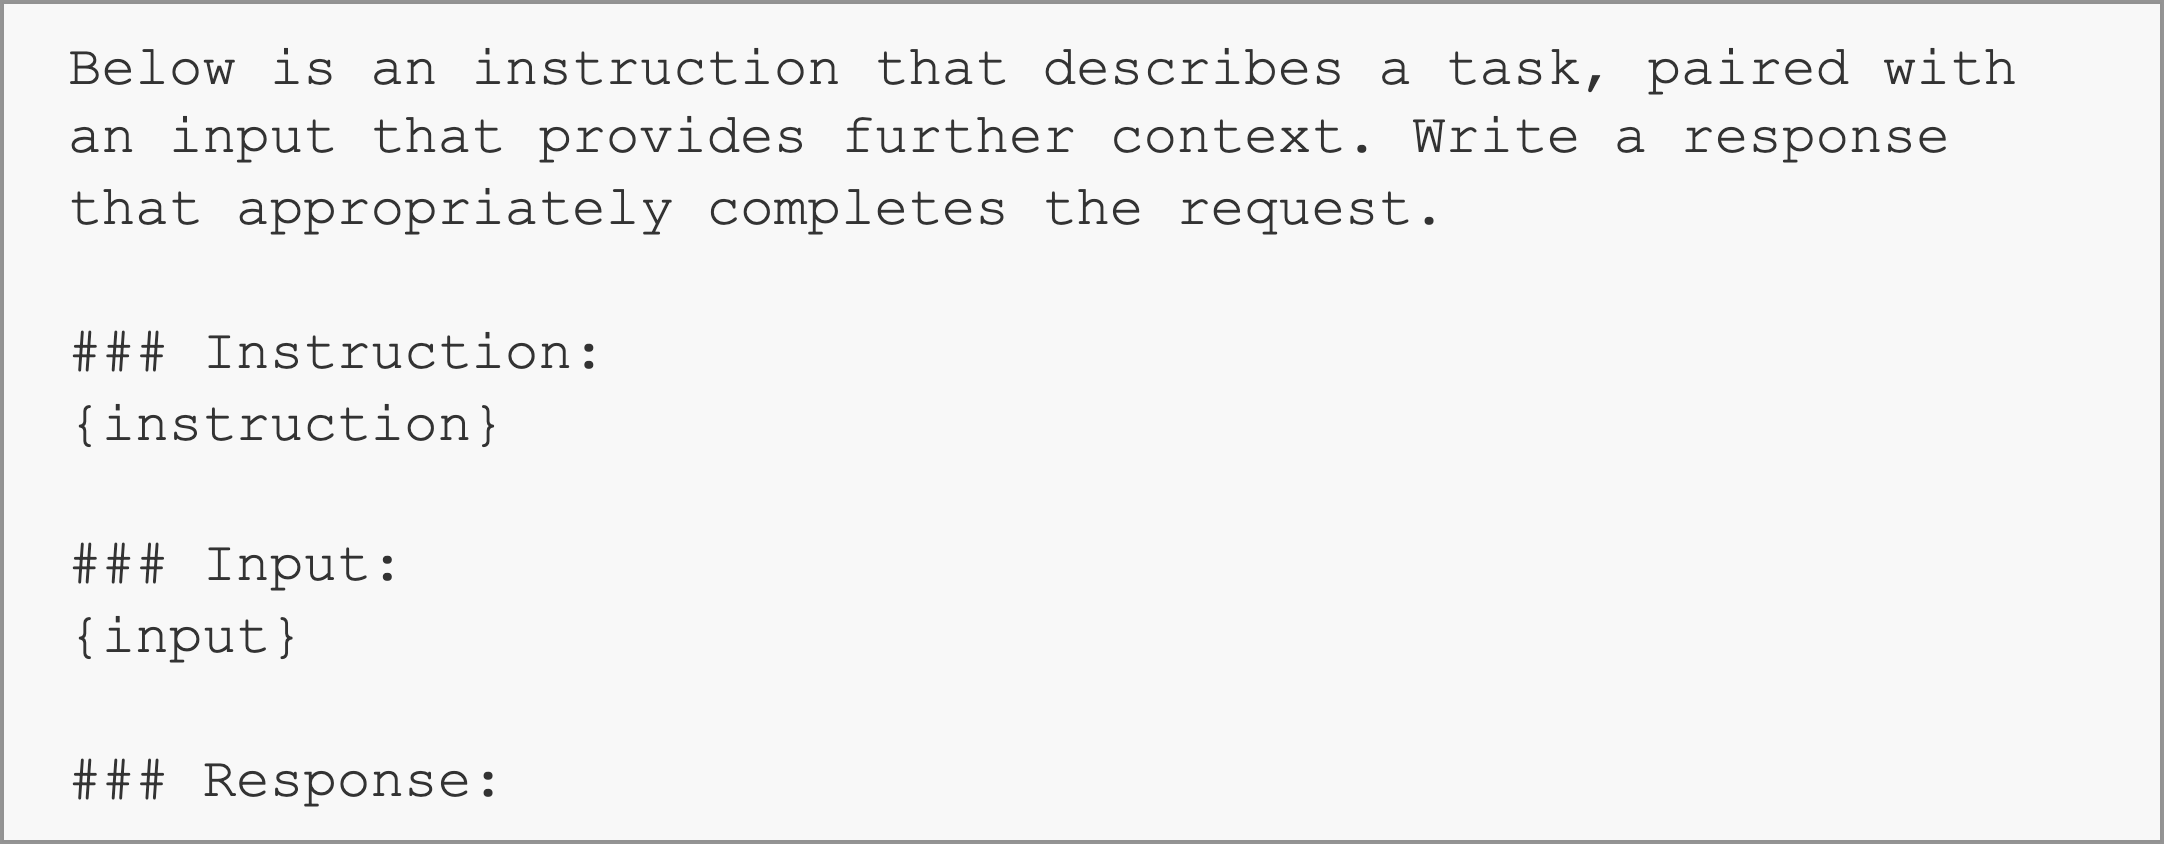 Below is an instruction that describes a task, paired with
an input that provides further context. Write a response
that appropriately completes the request.
### Instruction:
{instruction}
### Input:
{input}
### Response: